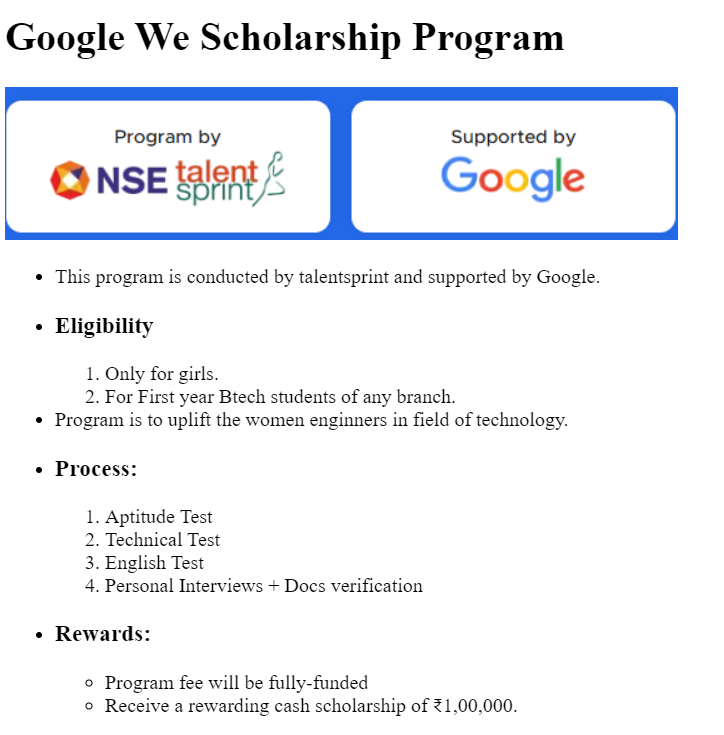 Google We Scholarship Program
Program by
NSE talent sprint
Supported by
Google
• This program is conducted by talentsprint and supported by Google.
• Eligibility
1. Only for girls.
2. For First year Btech students of any branch.
• Program is to uplift the women enginners in field of technology.
• Process:
1. Aptitude Test
2. Technical Test
3. English Test
4. Personal Interviews + Docs verification
• Rewards:
◦ Program fee will be fully-funded
◦ Receive a rewarding cash scholarship of ₹1,00,000.